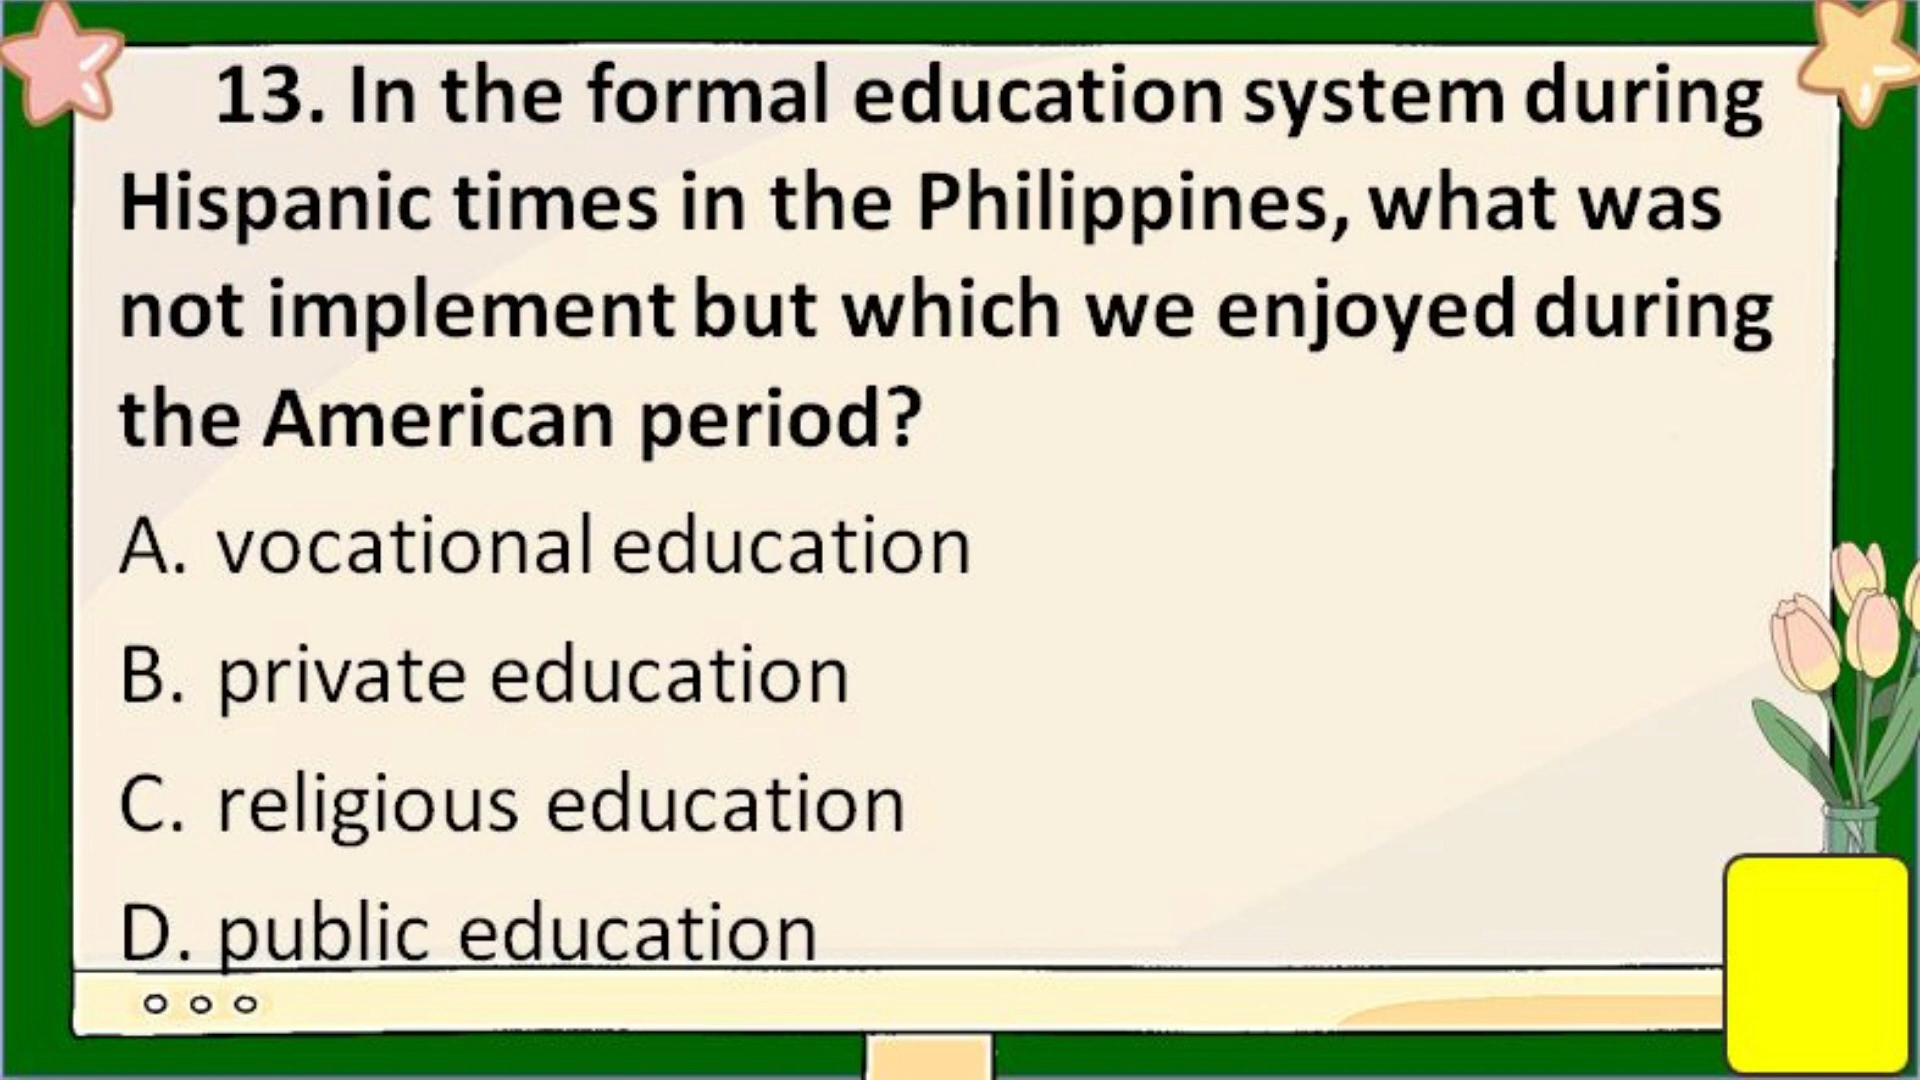 13. In the formal education system during
Hispanic times in the Philippines, what was
not implement but which we enjoyed during
the American period?
A. vocational education
B. private education
C. religious education
D. public education